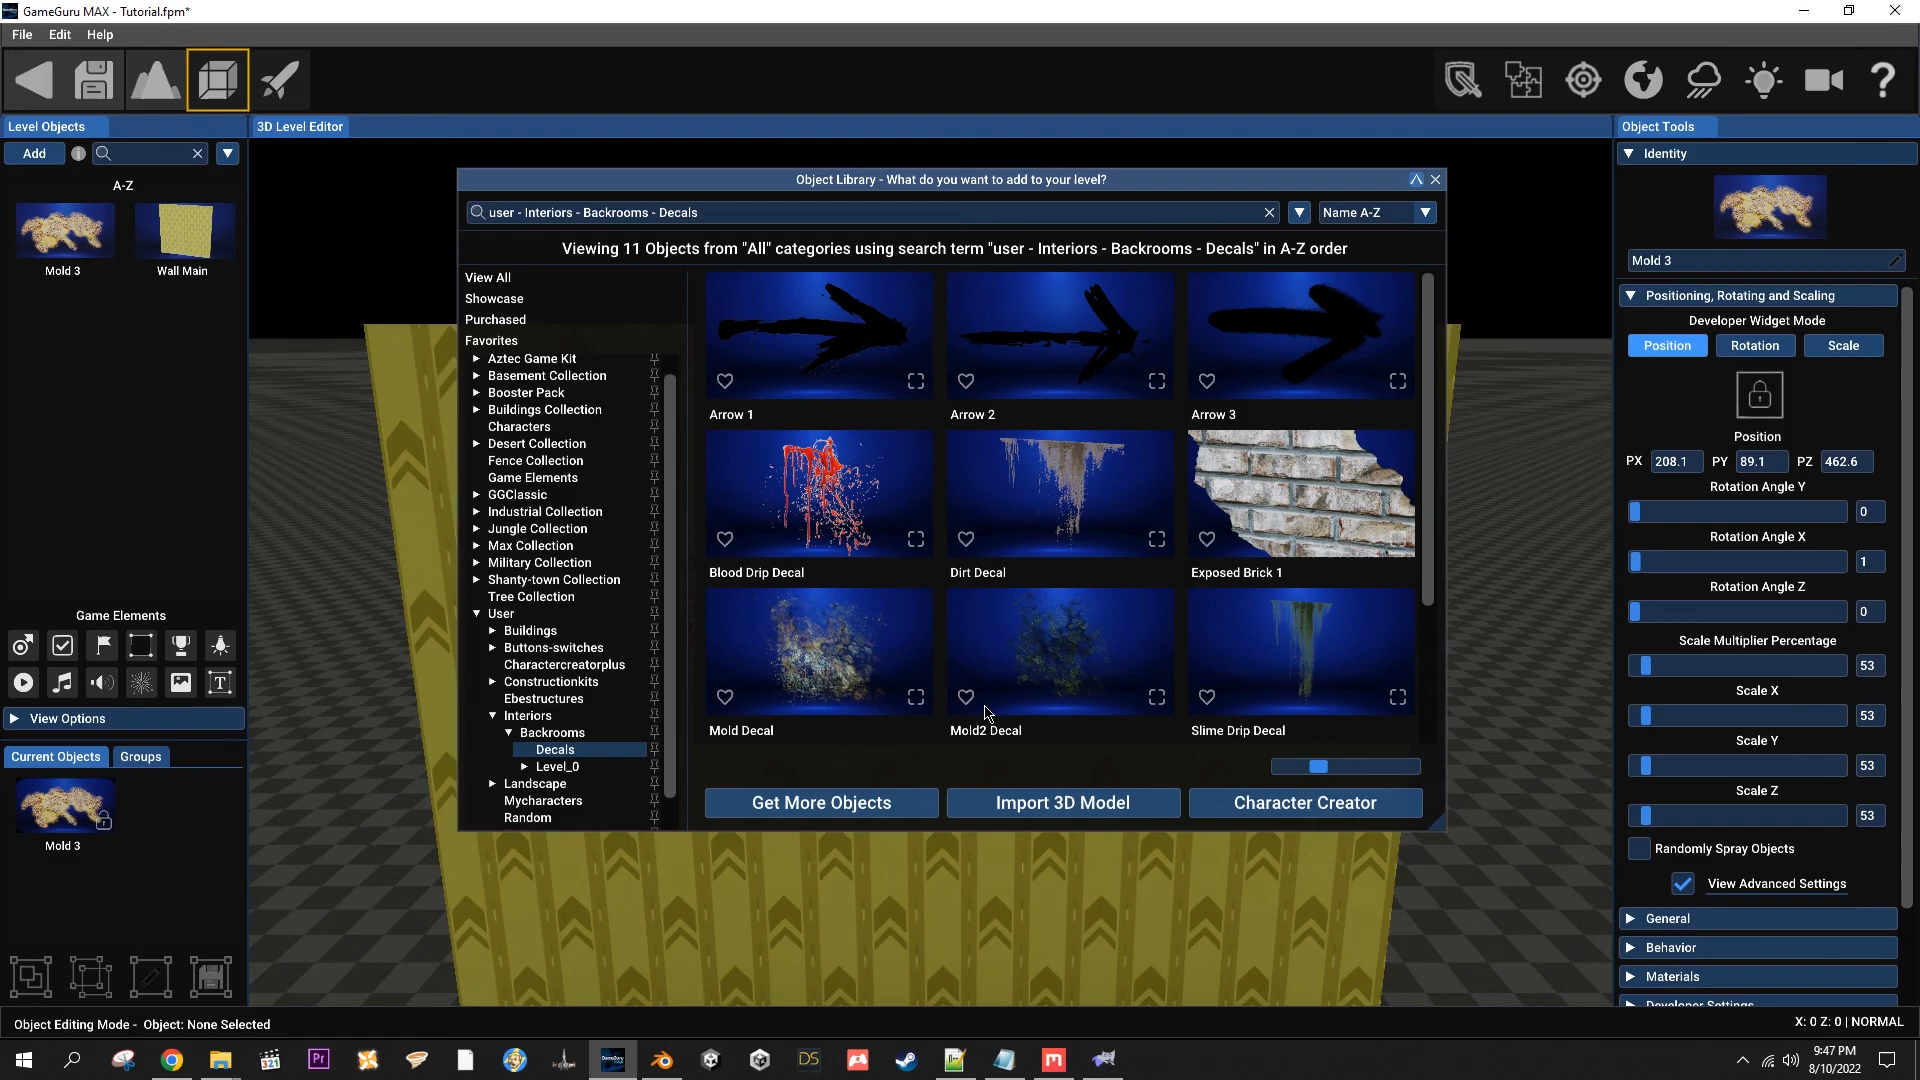 GameGuru MAX - Tutorial.fpm*
File Edit Help
Level Objects
3D Level Editor
Object Tools
Add
A-Z
Mold 3
Wall Main
Game Elements
View Options
Current Objects Groups
Mold 3
Object Library - What do you want to add to your level?
user - Interiors - Backrooms - Decals
Name A-Z
Viewing 11 Objects from "All" categories using search term "user - Interiors - Backrooms - Decals" in A-Z order
View All
Showcase
Purchased
Favorites
Aztec Game Kit
Basement Collection
Booster Pack
Buildings Collection
Characters
Desert Collection
Fence Collection
Game Elements
GGClassic
Industrial Collection
Jungle Collection
Max Collection
Military Collection
Shanty-town Collection
Tree Collection
User
Buildings
Buttons-switches
Charactercreatorplus
Constructionkits
Ebestructures
Interiors
Backrooms
Decals
Level_0
Landscape
Mycharacters
Random
Arrow 1
Arrow 2
Arrow 3
Blood Drip Decal
Dirt Decal
Exposed Brick 1
Mold Decal
Mold2 Decal
Slime Drip Decal
Get More Objects
Import 3D Model
Character Creator
Identity
Mold 3
Positioning, Rotating and Scaling
Developer Widget Mode
Position Rotation Scale
Position
PX 208.1 PY 89.1 PZ 462.6
Rotation Angle Y
0
Rotation Angle X
1
Rotation Angle Z
0
Scale Multiplier Percentage
53
Scale X
53
Scale Y
53
Scale Z
53
Randomly Spray Objects
View Advanced Settings
General
Behavior
Materials
Developer Settings
Object Editing Mode - Object: None Selected
X: 0 Z: 0 | NORMAL
321
Pr
DS
9:47 PM
8/10/2022